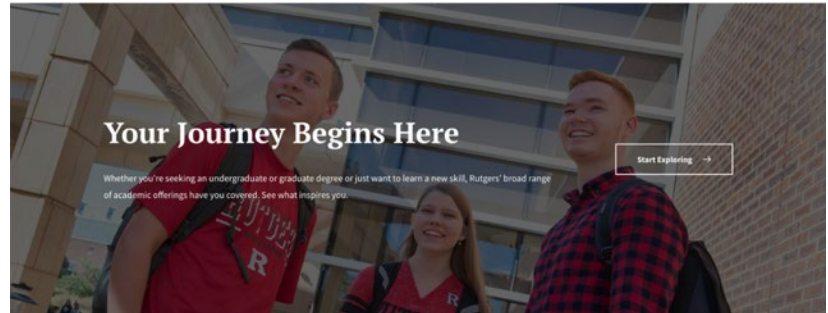 Your Journey Begins Here
Start Exploring →
Whether you're seeking an undergraduate or graduate degree or just want to learn a new skill, Rutgers' broad range
of academic offerings have you covered. See what inspires you.
RUTGERS
R
R